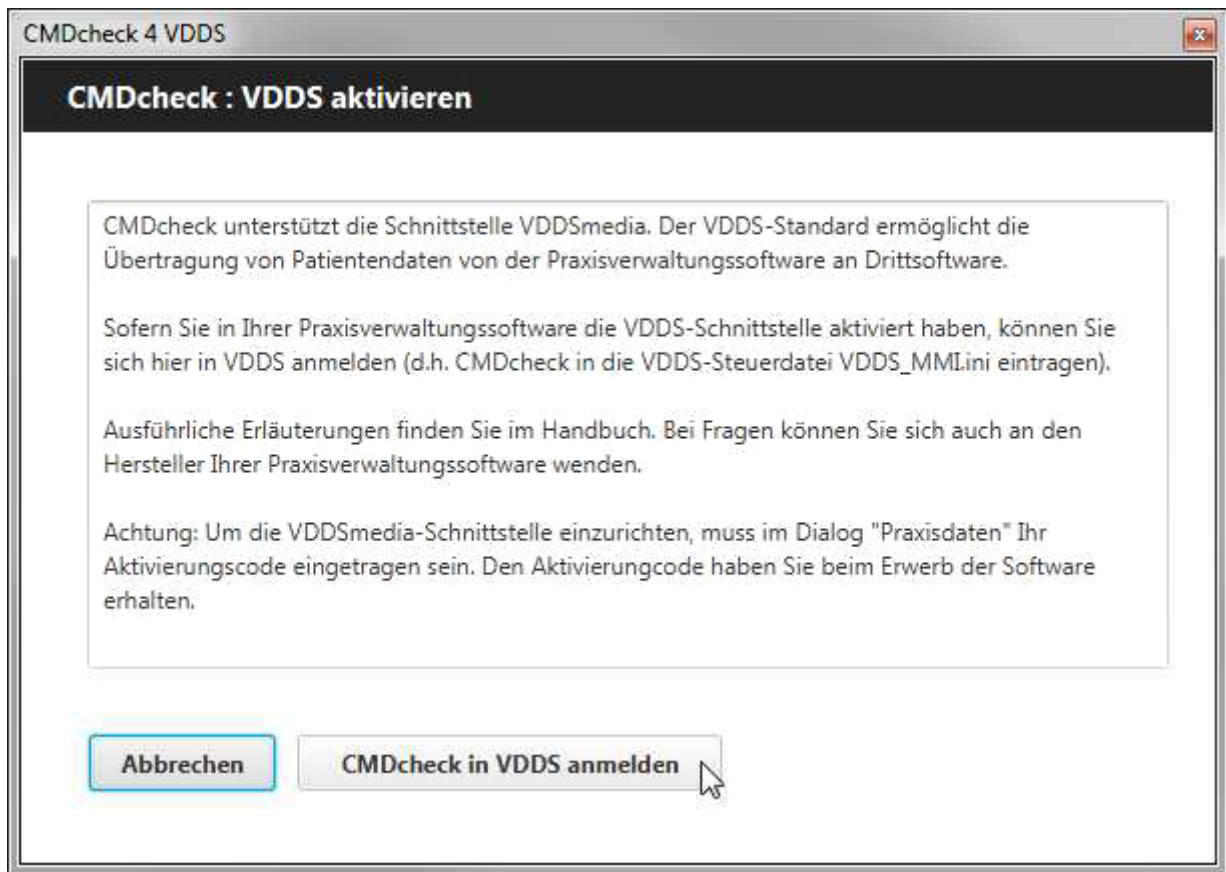 CMDcheck 4 VDDS
CMDcheck : VDDS aktivieren
CMDcheck unterstützt die Schnittstelle VDDSmedia. Der VDDS-Standard ermöglicht die
Übertragung von Patientendaten von der Praxisverwaltungssoftware an Drittsoftware.
Sofern Sie in Ihrer Praxisverwaltungssoftware die VDDS-Schnittstelle aktiviert haben, können Sie
sich hier in VDDS anmelden (d.h. CMDcheck in die VDDS-Steuerdatei VDDS_MMI.ini eintragen).
Ausführliche Erläuterungen finden Sie im Handbuch. Bei Fragen können Sie sich auch an den
Hersteller Ihrer Praxisverwaltungssoftware wenden.
Achtung: Um die VDDSmedia-Schnittstelle einzurichten, muss im Dialog "Praxisdaten" Ihr
Aktivierungscode eingetragen sein. Den Aktivierungcode haben Sie beim Erwerb der Software
erhalten.
Abbrechen
CMDcheck in VDDS anmelden